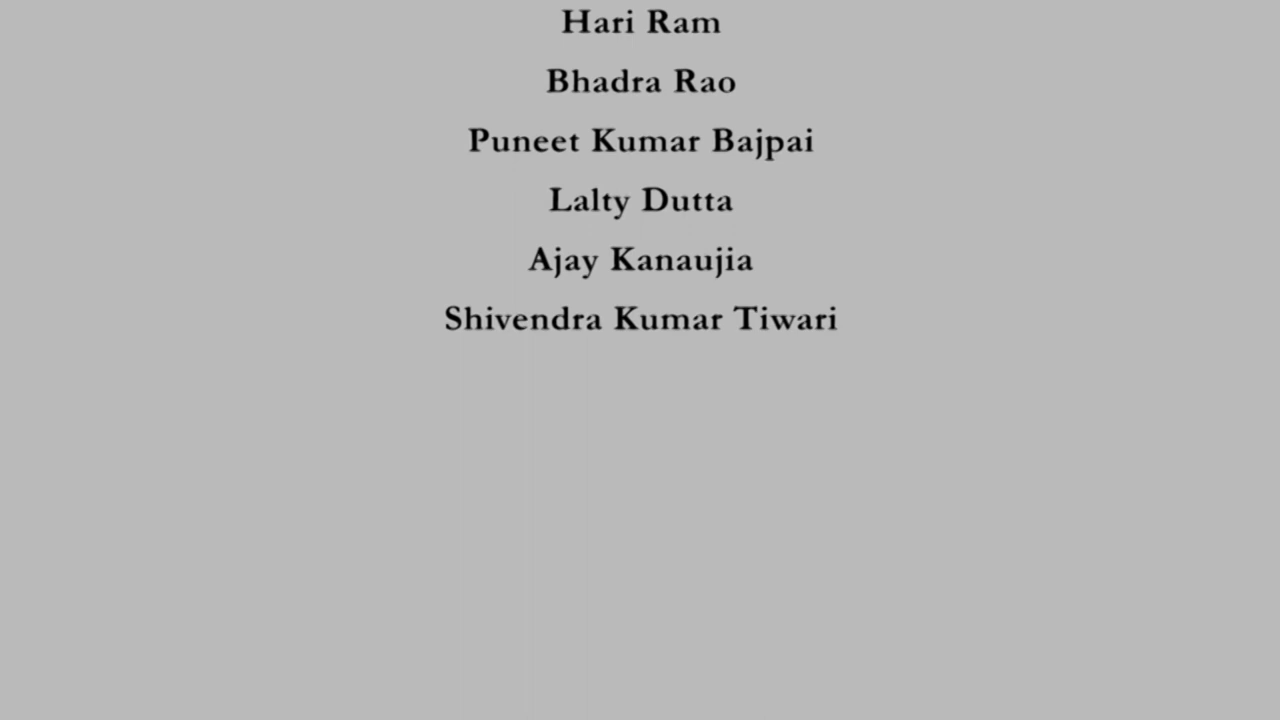 Hari Ram
Bhadra Rao
Puneet Kumar Bajpai
Lalty Dutta
Ajay Kanaujia
Shivendra Kumar Tiwari